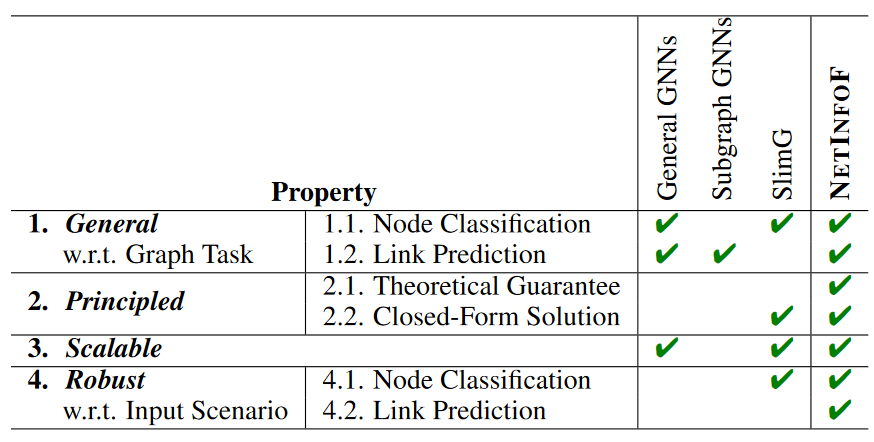 Property General GNNs Subgraph GNNs SlimG NETINFOF
1. General 1.1. Node Classification ✔ ✔ ✔
w.r.t. Graph Task 1.2. Link Prediction ✔ ✔ ✔
2. Principled 2.1. Theoretical Guarantee ✔
2.2. Closed-Form Solution ✔ ✔
3. Scalable ✔ ✔ ✔
4. Robust 4.1. Node Classification ✔ ✔
w.r.t. Input Scenario 4.2. Link Prediction ✔